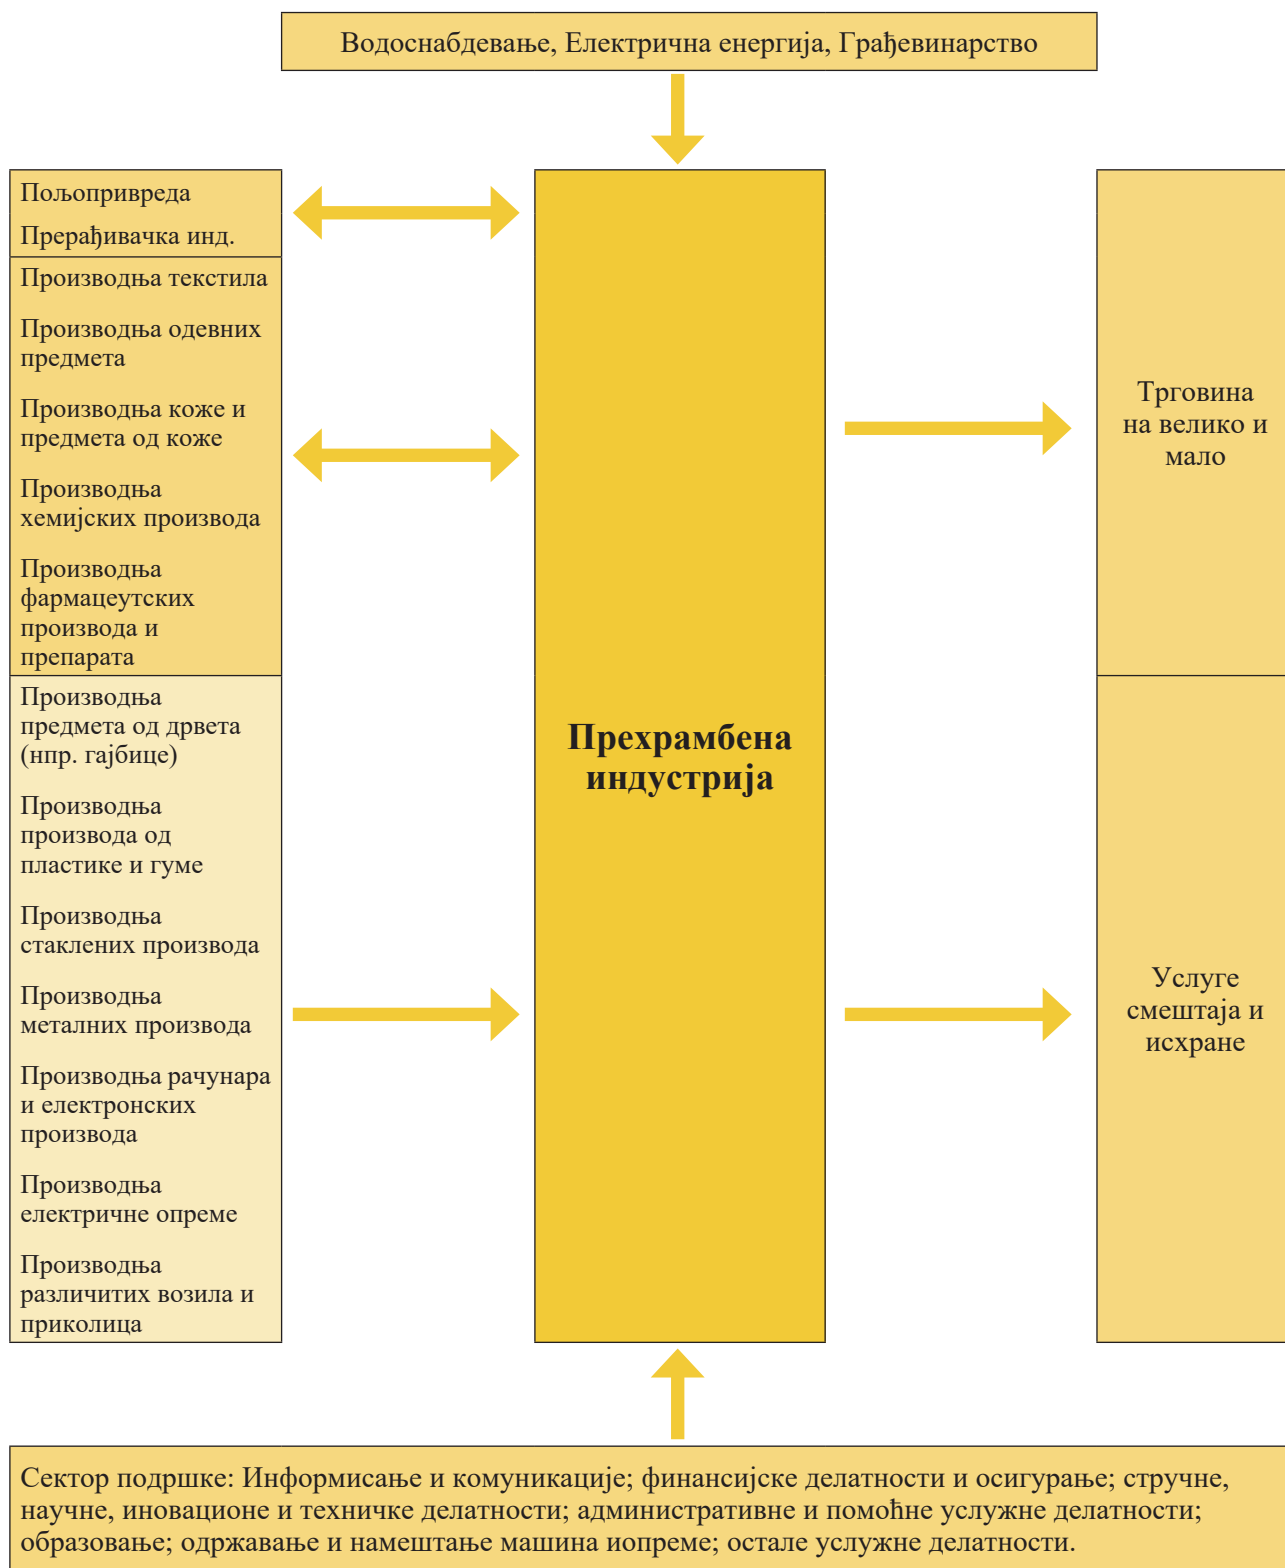 Водоснабдевање, Електрична енергија, Грађевинарство
Пољопривреда
Прерађивачка инд.
Производња текстила
Производња одевних
предмета
Производња коже и
предмета од коже
Производња
хемијских производа
Производња
фармацеутских
производа и
препарата
Производња
предмета од дрвета
(нпр. гајбице)
Производња
производа од
пластике и гуме
Производња
стаклених производа
Производња
металних производа
Производња рачунара
и електронских
производа
Производња
електричне опреме
Производња
различитих возила и
приколица
Прехрамбена
индустрија
Трговина
на велико и
мало
Услуге
смештаја и
исхране
Сектор подршке: Информисање и комуникације; финансијске делатности и осигурање; стручне,
научне, иновационе и техничке делатности; административне и помоћне услужне делатности;
образовање; одржавање и намештање машина иопреме; остале услужне делатности.